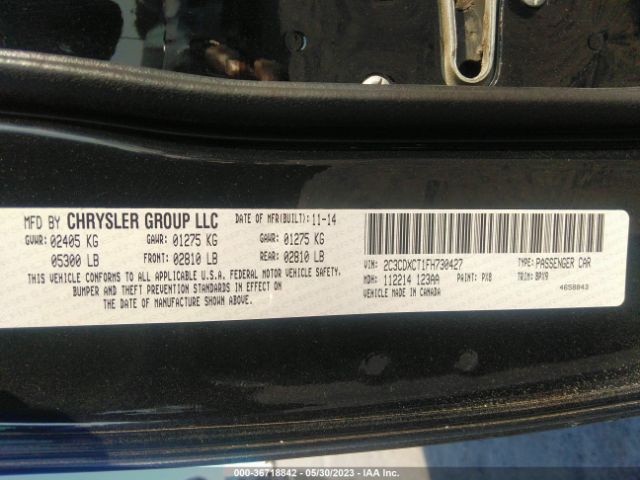 MFD BY CHRYSLER GROUP LLC DATE OF MFR(BUILT): 11-14
GVWR: 02405 KG GAWR: 01275 KG GAWR: 01275 KG
05300 LB FRONT: 02810 LB REAR: 02810 LB
THIS VEHICLE CONFORMS TO ALL APPLICABLE U.S.A. FEDERAL MOTOR VEHICLE SAFETY,
BUMPER AND THEFT PREVENTION STANDARDS IN EFFECT ON
THE DATE OF MANUFACTURE SHOWN ABOVE.
VIN: 2C3CDXCT1FH730427 TYPE: PASSENGER CAR
MDH: 112214 123AA PAINT: PX8 TRIM: BPX9
VEHICLE MADE IN CANADA 4658843
000-36718842 / 05/30/2023 / IAA Inc.